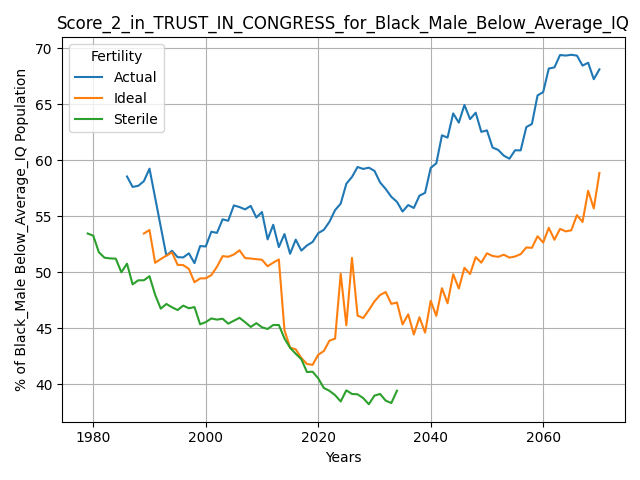 Score_2_in_TRUST_IN_CONGRESS_for_Black_Male_Below_Average_IQ
% of Black_Male Below_Average_IQ Population
70
65
60
55
50
45
40
Fertility
Actual
Ideal
Sterile
1980
2000
2020
2040
2060
Years